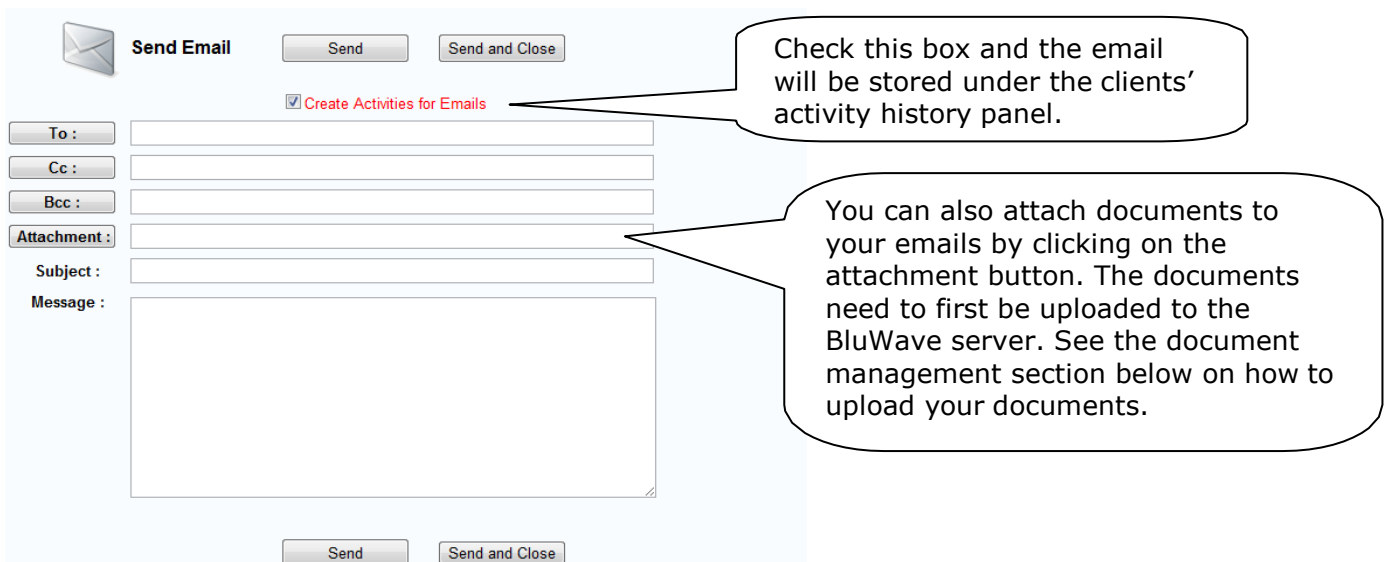 Send Email Send Send and Close
Create Activities for Emails
Check this box and the email
will be stored under the clients’
activity history panel.
To :
Cc :
Bcc :
Attachment :
Subject :
Message :
You can also attach documents to
your emails by clicking on the
attachment button. The documents
need to first be uploaded to the
BluWave server. See the document
management section below on how to
upload your documents.
Send Send and Close